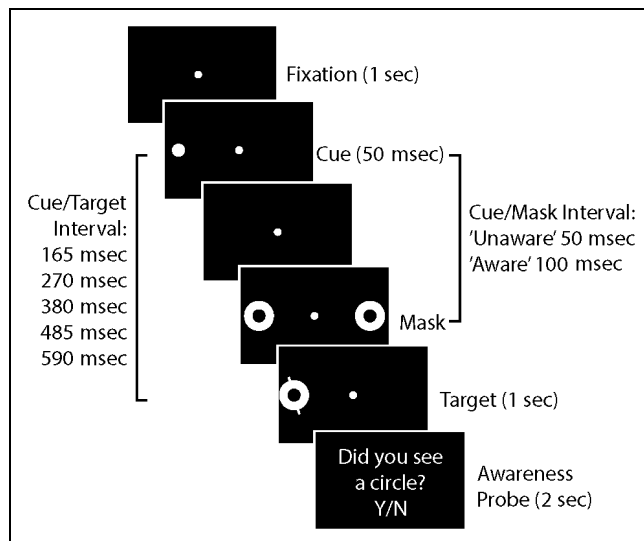 Fixation (1 sec)
Cue (50 msec)
Cue/Target
Interval:
165 msec
270 msec
380 msec
485 msec
590 msec
Cue/Mask Interval:
'Unaware' 50 msec
'Aware' 100 msec
Mask
Target (1 sec)
Did you see
a circle?
Y/N
Awareness
Probe (2 sec)